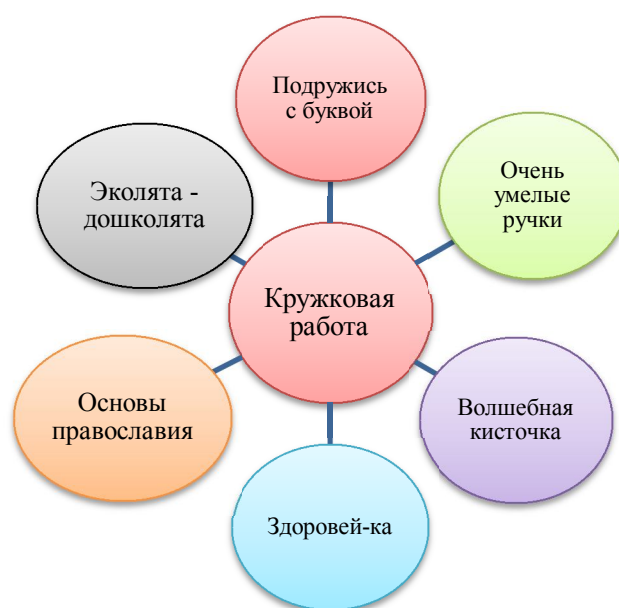 Подружись
с буквой
Очень
умелые
ручки
Волшебная
кисточка
Здоровей-ка
Основы
православия
Эколята -
дошколята
Кружковая
работа